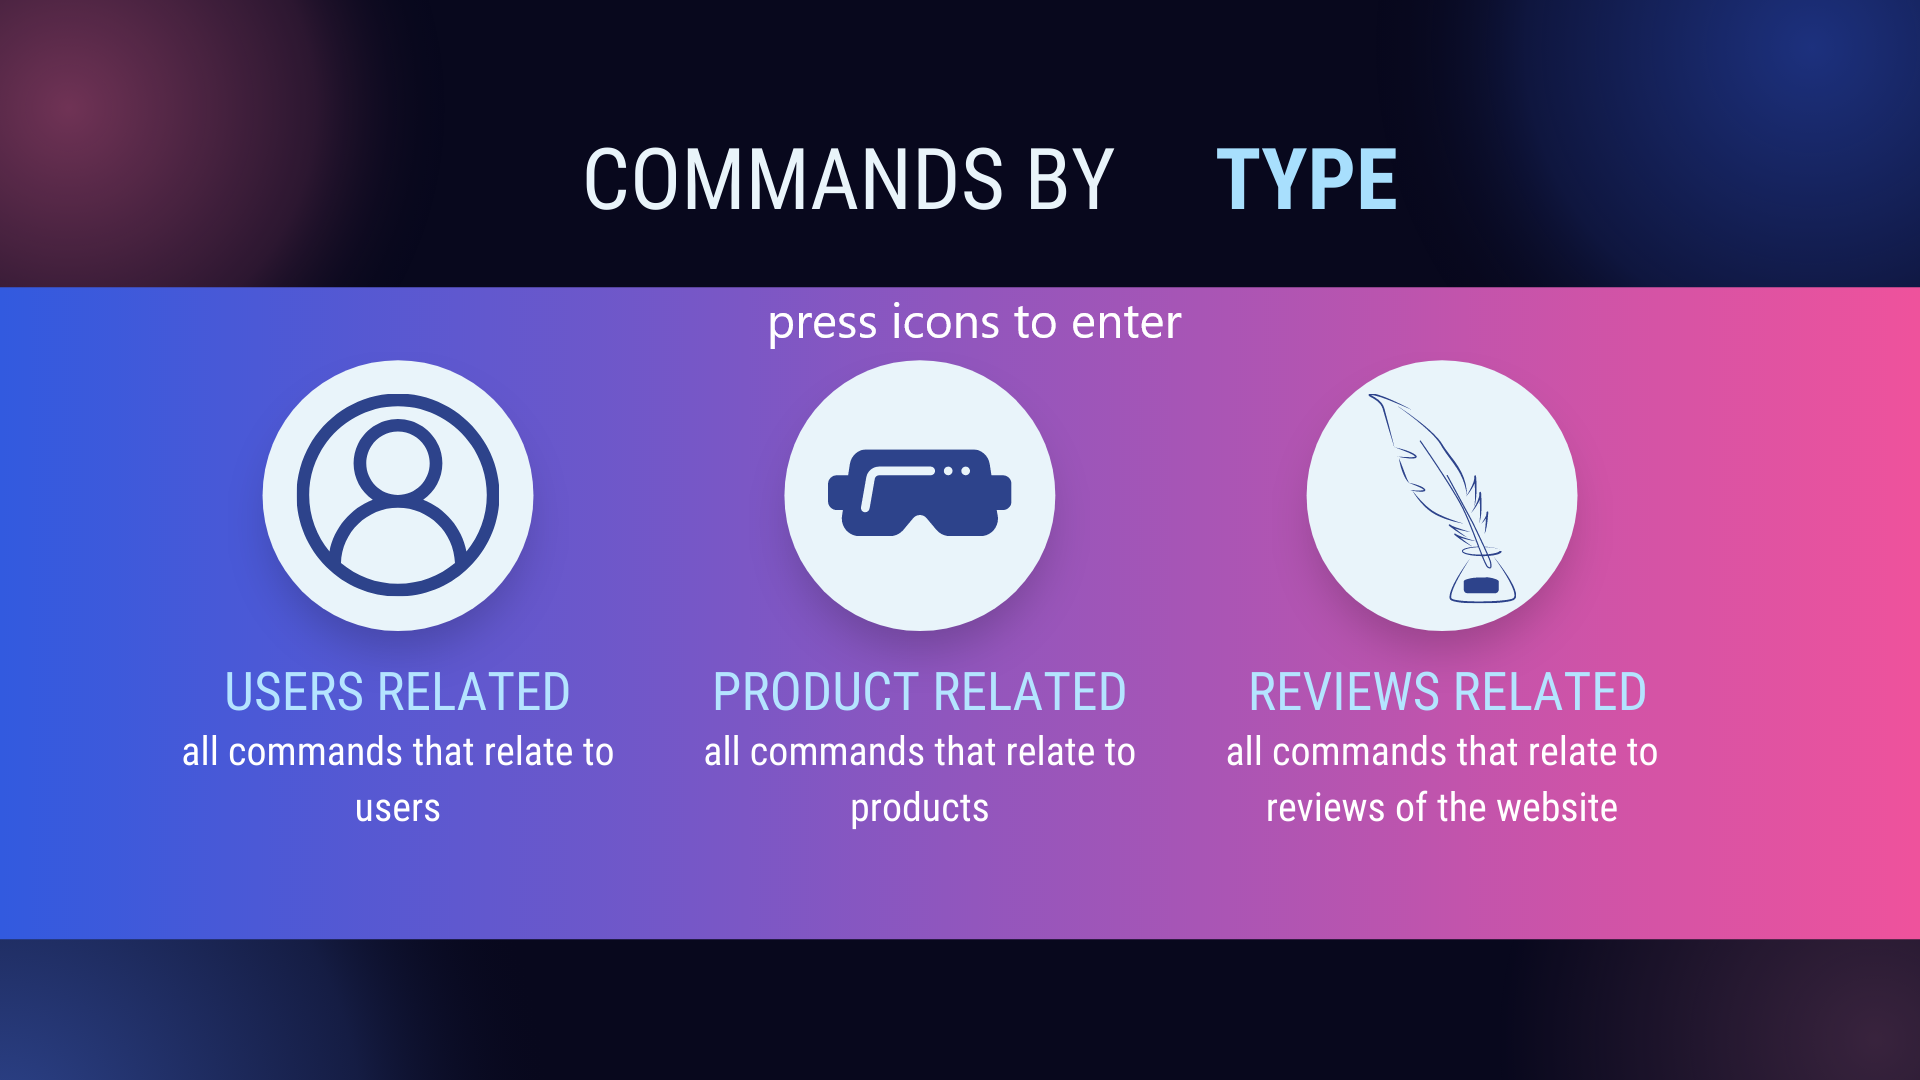 COMMANDS BY TYPE
press icons to enter
USERS RELATED
all commands that relate to
users
PRODUCT RELATED
all commands that relate to
products
REVIEWS RELATED
all commands that relate to
reviews of the website